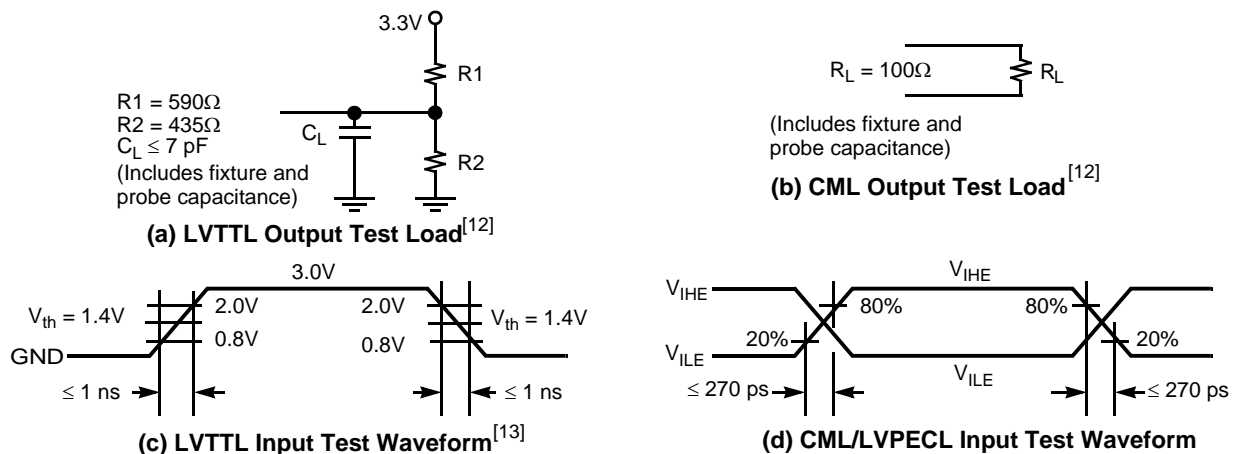 3.3V
R1
R1 = 590Ω
R2 = 435Ω
C_L ≤ 7 pF
(Includes fixture and
probe capacitance)
C_L
R2
(a) LVTTL Output Test Load[12]
R_L = 100Ω
R_L
(Includes fixture and
probe capacitance)
(b) CML Output Test Load[12]
3.0V
2.0V
2.0V
V_th = 1.4V
V_th = 1.4V
0.8V
0.8V
GND
≤ 1 ns
≤ 1 ns
(c) LVTTL Input Test Waveform[13]
V_IHE
V_IHE
80%
80%
20%
20%
V_ILE
V_ILE
≤ 270 ps
≤ 270 ps
(d) CML/LVPECL Input Test Waveform